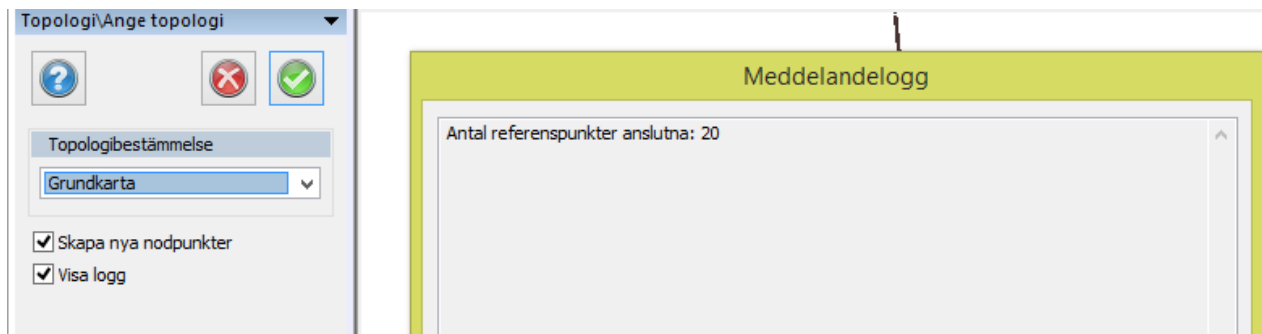 Topologi\Ange topologi
Topologibestämmelse
Grundkarta
Skapa nya nodpunkter
Visa logg
Meddelandelogg
Antal referenspunkter anslutna: 20